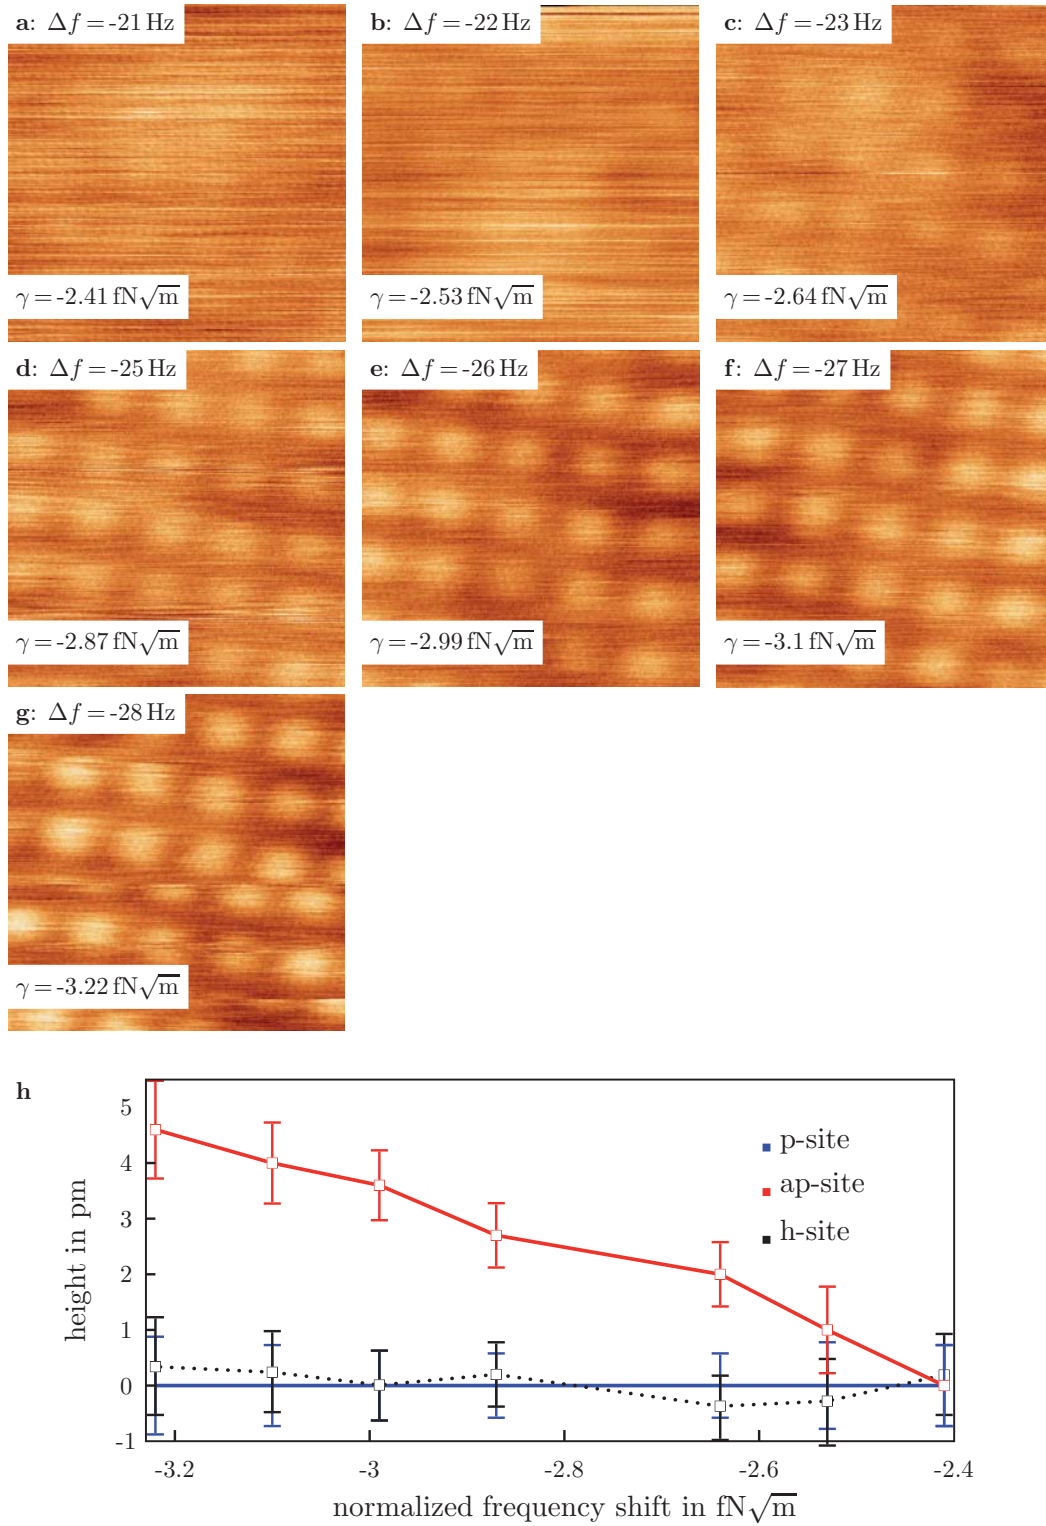 a: Δf = -21 Hz
b: Δf = -22 Hz
c: Δf = -23 Hz
γ = -2.41 fN√m
γ = -2.53 fN√m
γ = -2.64 fN√m
d: Δf = -25 Hz
e: Δf = -26 Hz
f: Δf = -27 Hz
γ = -2.87 fN√m
γ = -2.99 fN√m
γ = -3.1 fN√m
g: Δf = -28 Hz
γ = -3.22 fN√m
h
5
4
3
2
1
0
-1
height in pm
p-site
ap-site
h-site
-3.2 -3 -2.8 -2.6 -2.4
normalized frequency shift in fN√m